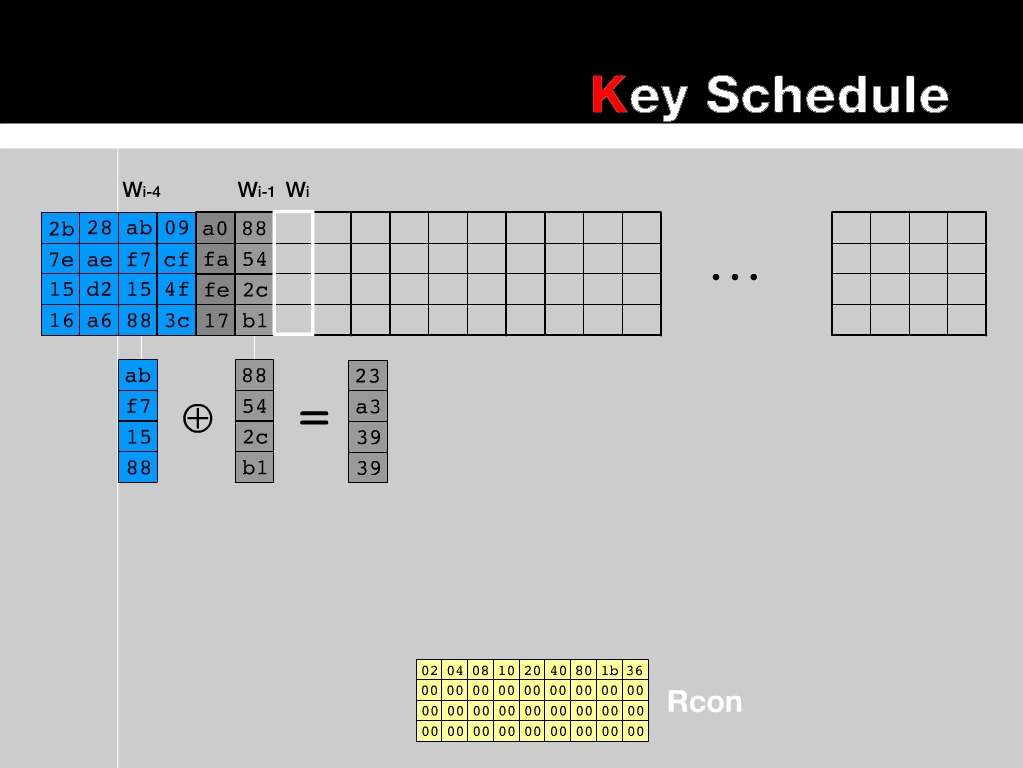 Key Schedule
Wi-4 Wi-1 Wi
2b 28 ab 09 a0 88
7e ae f7 cf fa 54
15 d2 15 4f fe 2c
16 a6 88 3c 17 b1
...
ab 88 23
f7 54 a3
⊕ =
15 2c 39
88 b1 39
02 04 08 10 20 40 80 1b 36
00 00 00 00 00 00 00 00 00
00 00 00 00 00 00 00 00 00
00 00 00 00 00 00 00 00 00
Rcon